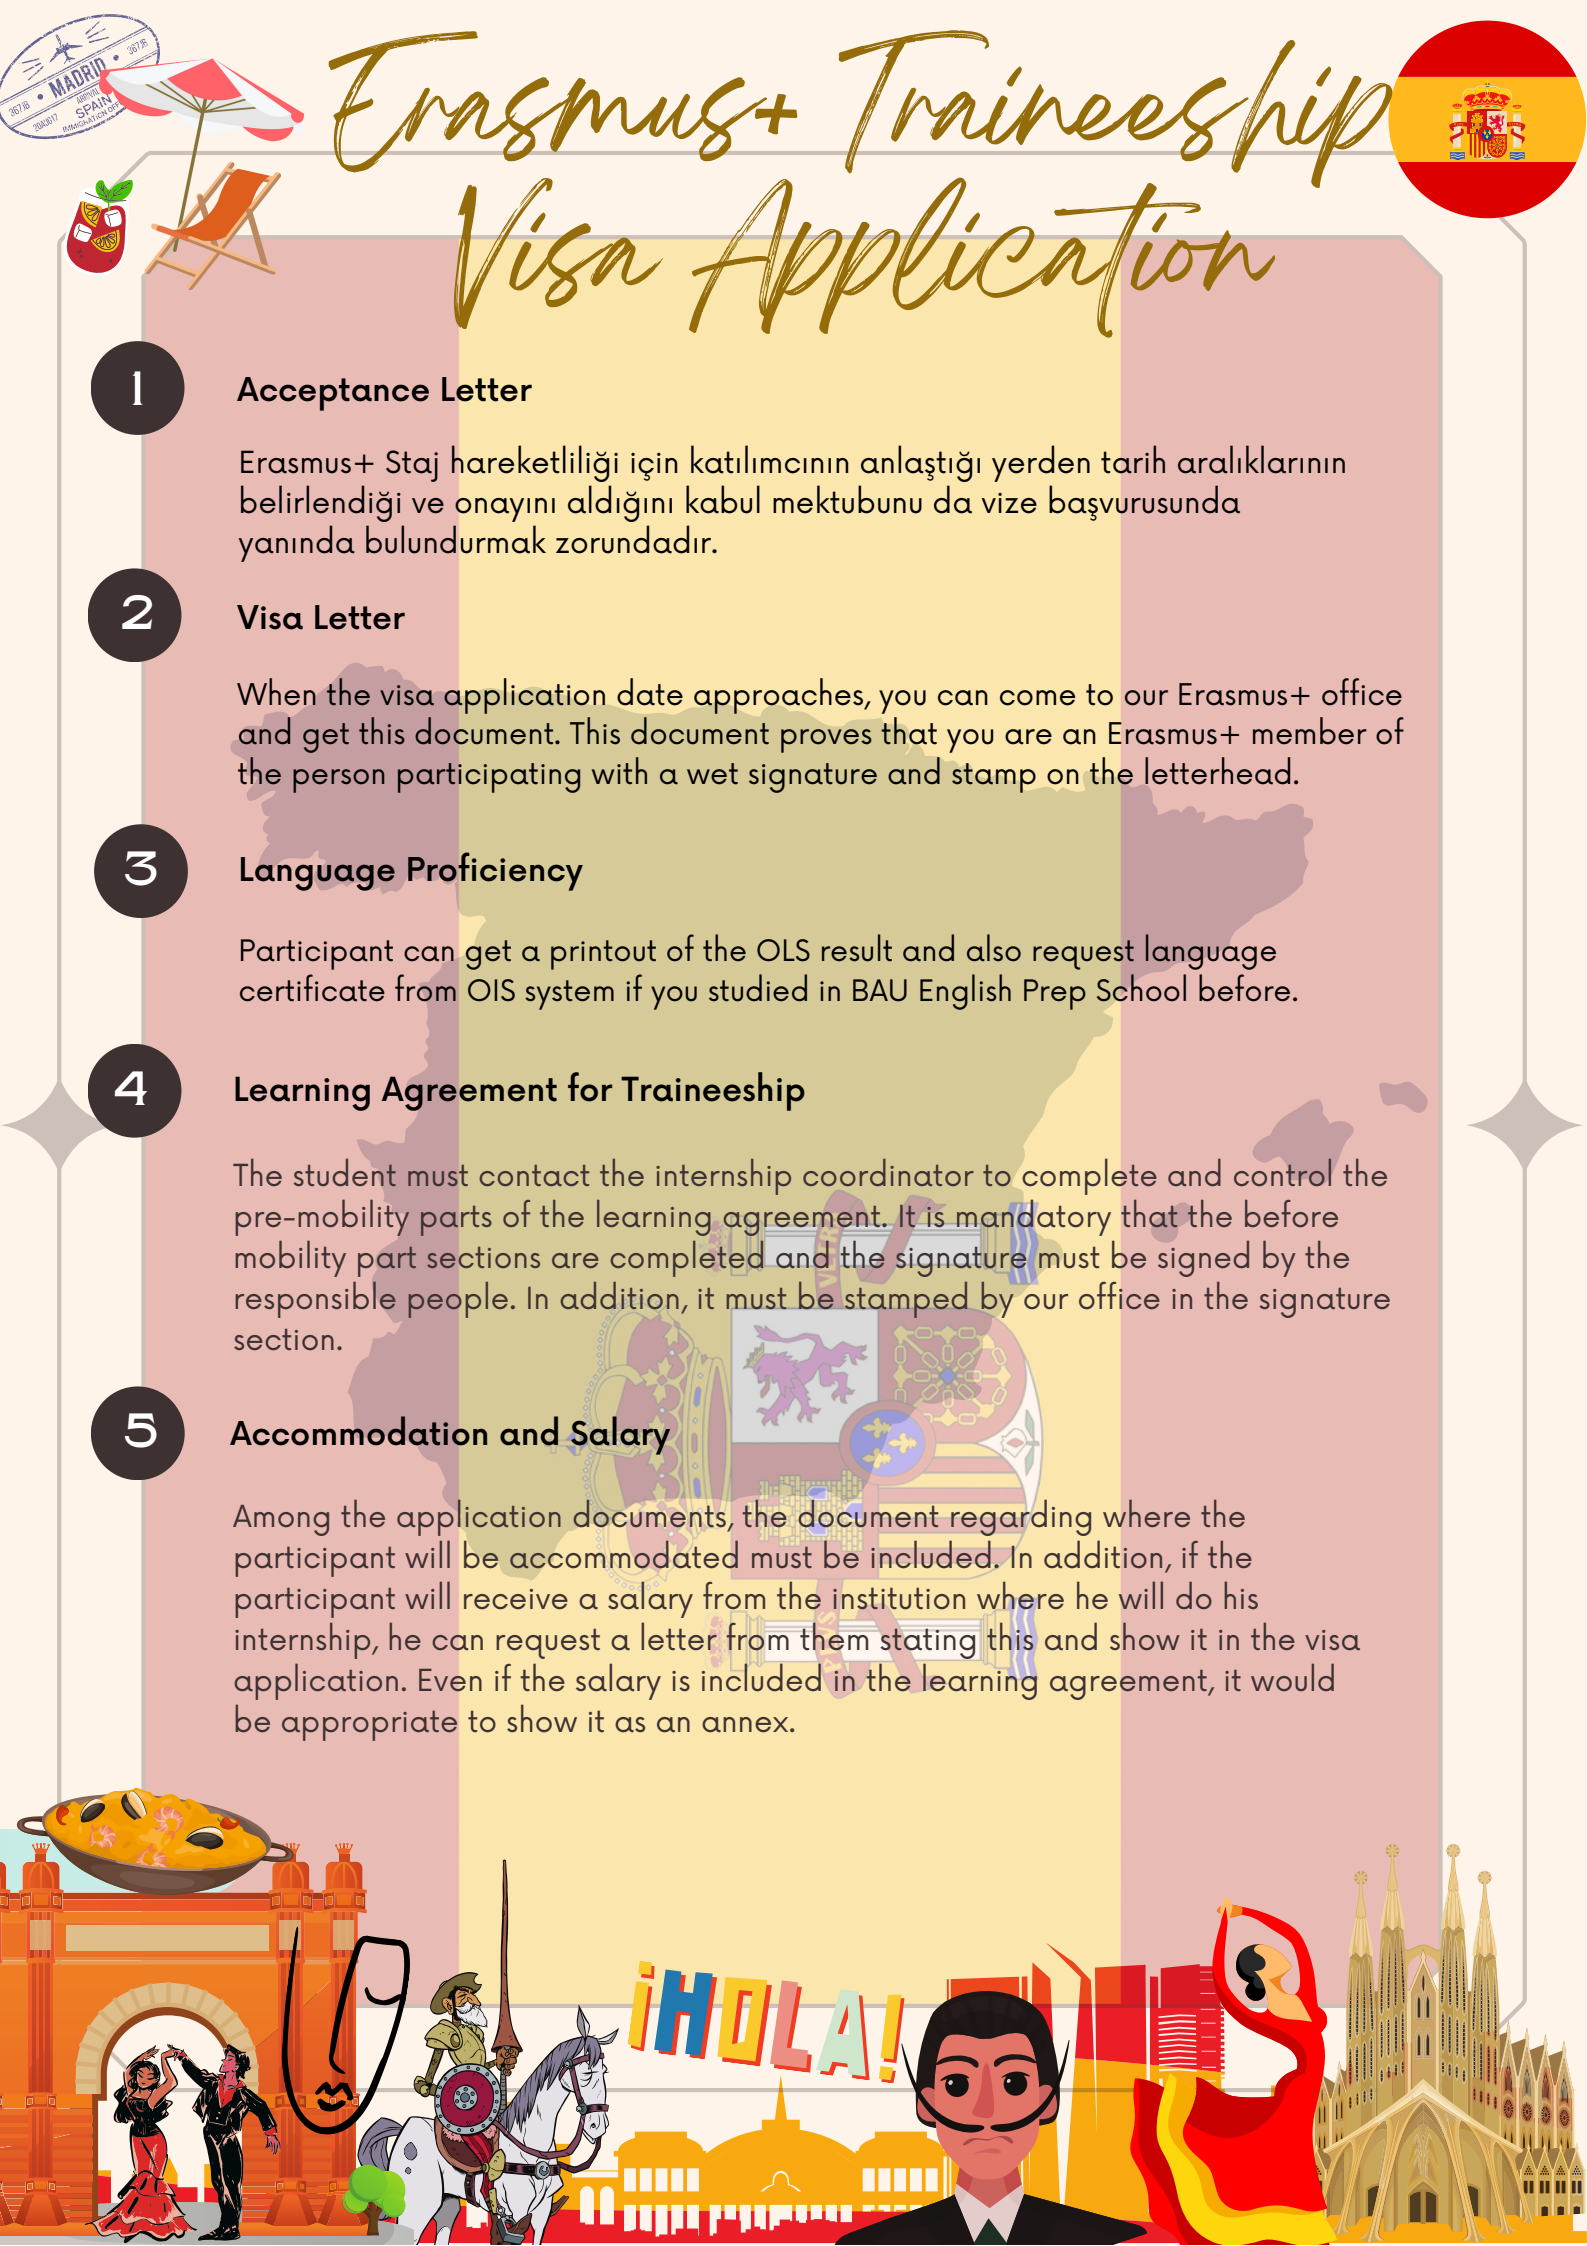 367.16
MADRID
367.16
ARRIVAL
SPAIN
IMMIGRATION OFF
Erasmus+ Traineeship
Visa Application
1
Acceptance Letter
Erasmus+ Staj hareketliliği için katılımcının anlaştığı yerden tarih aralıklarının
belirlendiği ve onayını aldığını kabul mektubunu da vize başvurusunda
yanında bulundurmak zorundadır.
2
Visa Letter
When the visa application date approaches, you can come to our Erasmus+ office
and get this document. This document proves that you are an Erasmus+ member of
the person participating with a wet signature and stamp on the letterhead.
3
Language Proficiency
Participant can get a printout of the OLS result and also request language
certificate from OIS system if you studied in BAU English Prep School before.
4
Learning Agreement for Traineeship
The student must contact the internship coordinator to complete and control the
pre-mobility parts of the learning agreement. It is mandatory that the before
mobility part sections are completed and the signature must be signed by the
responsible people. In addition, it must be stamped by our office in the signature
section.
5
Accommodation and Salary
Among the application documents, the document regarding where the
participant will be accommodated must be included. In addition, if the
participant will receive a salary from the institution where he will do his
internship, he can request a letter from them stating this and show it in the visa
application. Even if the salary is included in the learning agreement, it would
be appropriate to show it as an annex.
¡HOLA!